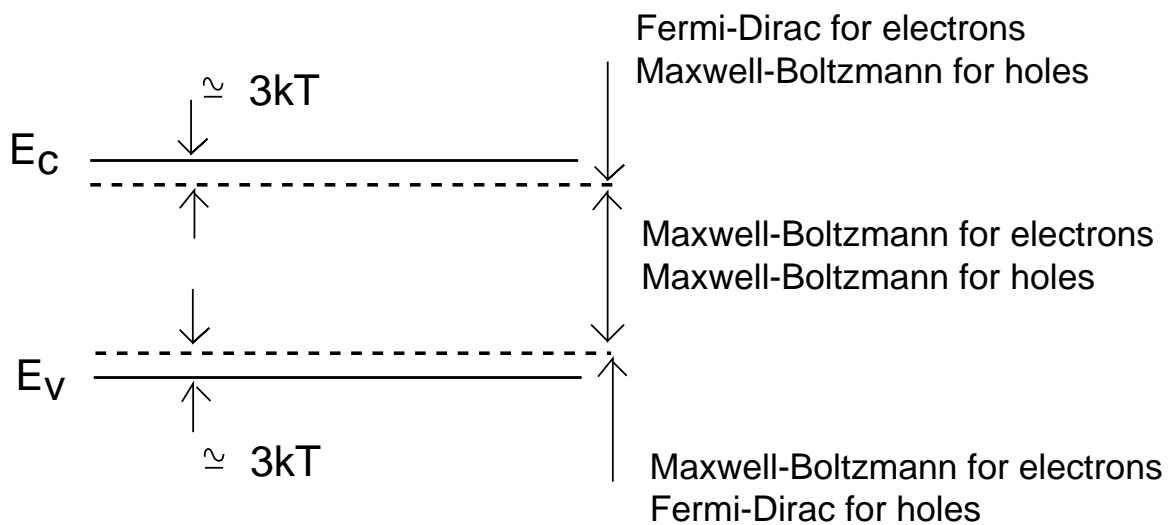 Fermi-Dirac for electrons
Maxwell-Boltzmann for holes
≃ 3kT
E_C
Maxwell-Boltzmann for electrons
Maxwell-Boltzmann for holes
E_V
≃ 3kT
Maxwell-Boltzmann for electrons
Fermi-Dirac for holes